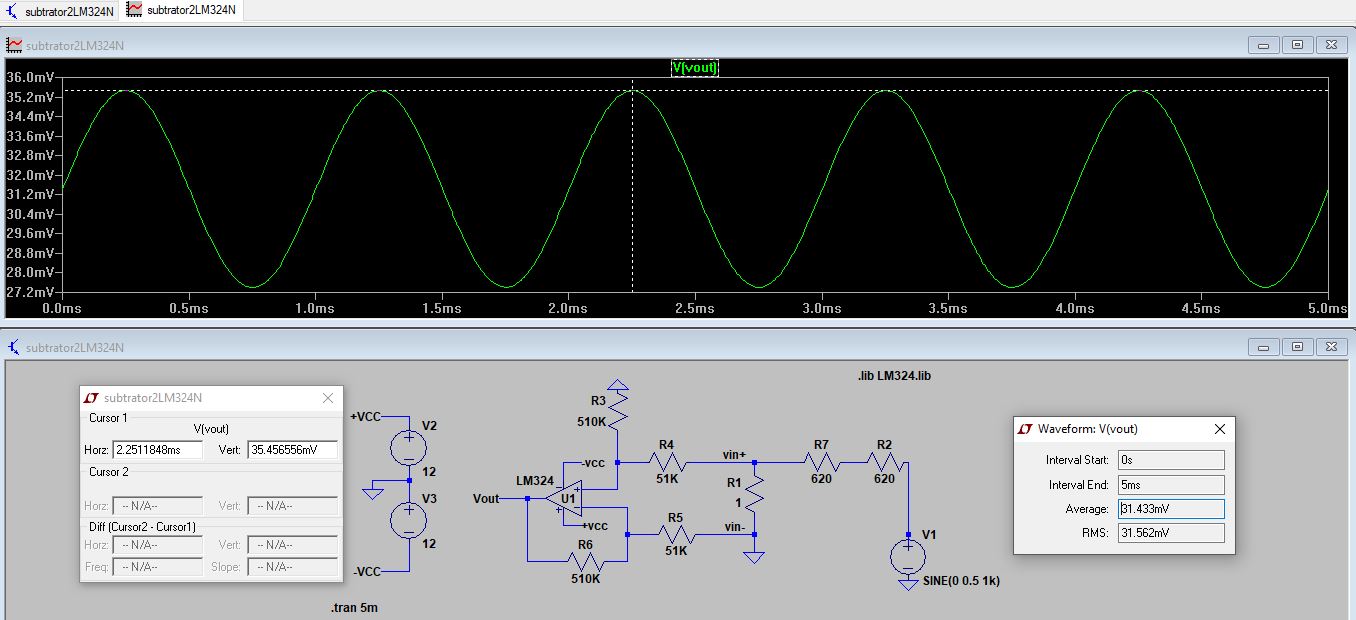 subtrator2LM324N subtrator2LM324N
subtrator2LM324N
V(vout)
36.0mV
35.2mV
34.4mV
33.6mV
32.8mV
32.0mV
31.2mV
30.4mV
29.6mV
28.8mV
28.0mV
27.2mV
0.0ms 0.5ms 1.0ms 1.5ms 2.0ms 2.5ms 3.0ms 3.5ms 4.0ms 4.5ms 5.0ms
subtrator2LM324N
.lib LM324.lib
subtrator2LM324N
Cursor 1
V(vout)
Horz: 2.2511848ms Vert: 35.456556mV
Cursor 2
Horz: -- N/A-- Vert: -- N/A--
Diff (Cursor2 - Cursor1)
Horz: -- N/A-- Vert: -- N/A--
Freq: -- N/A-- Slope: -- N/A--
+VCC
V2
12
V3
12
-VCC
.tran 5m
R3
510K
-vcc
LM324
U1
Vout
+vcc
R6
510K
R4
51K
vin+
R1
1
R5
51K
vin-
R7
620
R2
620
V1
SINE(0 0.5 1k)
Waveform: V(vout)
Interval Start: 0s
Interval End: 5ms
Average: 31.433mV
RMS: 31.562mV